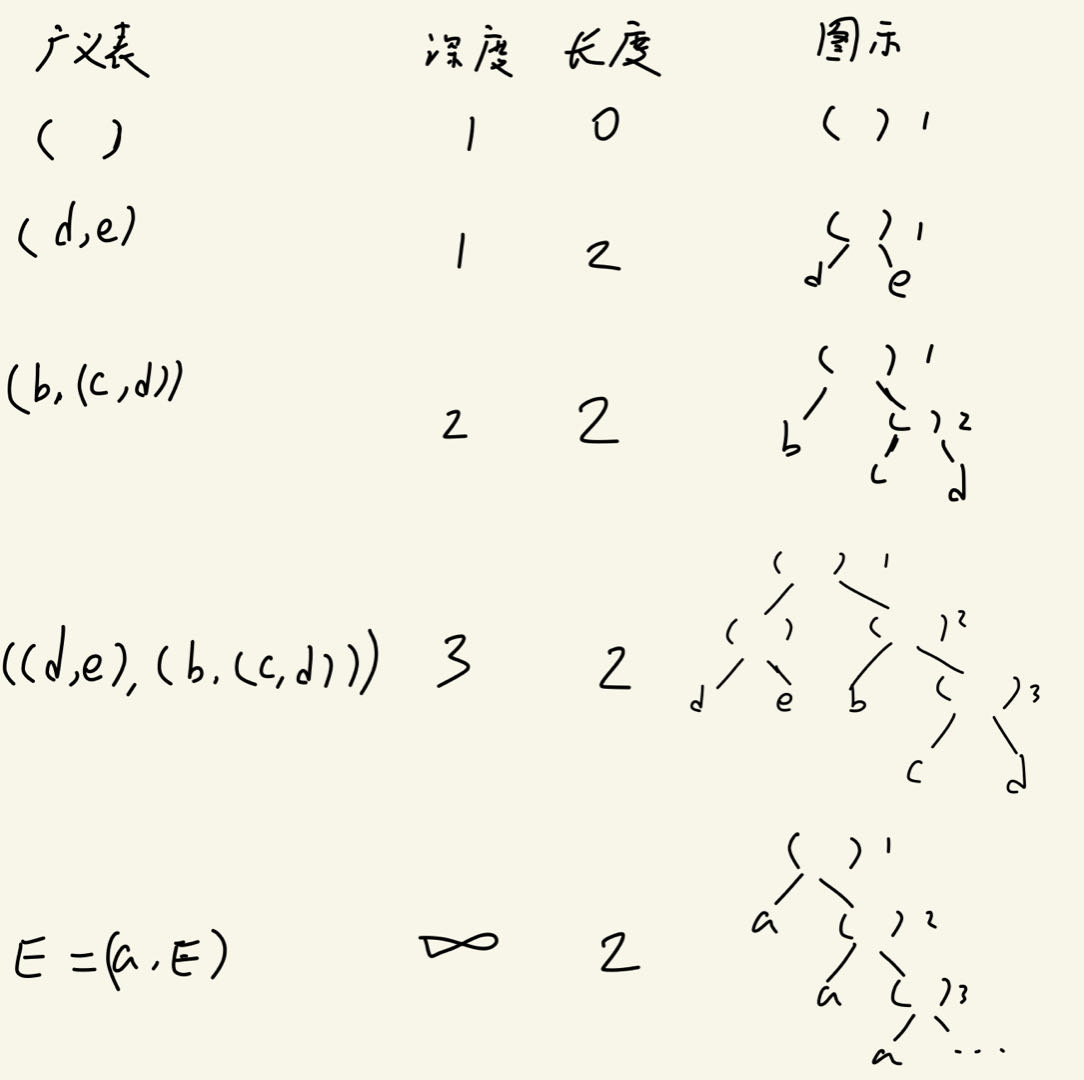 广义表 深度 长度 图示
( ) 1 0 ( ) 1
(d,e) 1 2 ( ) 1
d e
(b,(c,d)) 2 2 ( ) 1
b ( ) 2
c d
((d,e),(b,(c,d))) 3 2 ( ) 1
( ) ( ) 2
d e b ( ) 3
c d
E=(a,E) ∞ 2 ( ) 1
a ( ) 2
a ( ) 3
a ...